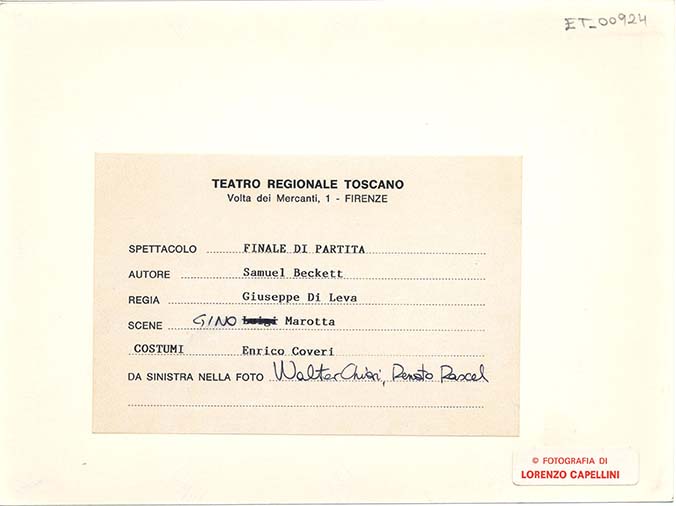 ET_00924
TEATRO REGIONALE TOSCANO
Volta dei Mercanti, 1 - FIRENZE
SPETTACOLO FINALE DI PARTITA
AUTORE Samuel Beckett
REGIA Giuseppe Di Leva
SCENE GINO Luigi Marotta
COSTUMI Enrico Coveri
DA SINISTRA NELLA FOTO Walter Chiari, Renato Rascel
© FOTOGRAFIA DI
LORENZO CAPELLINI